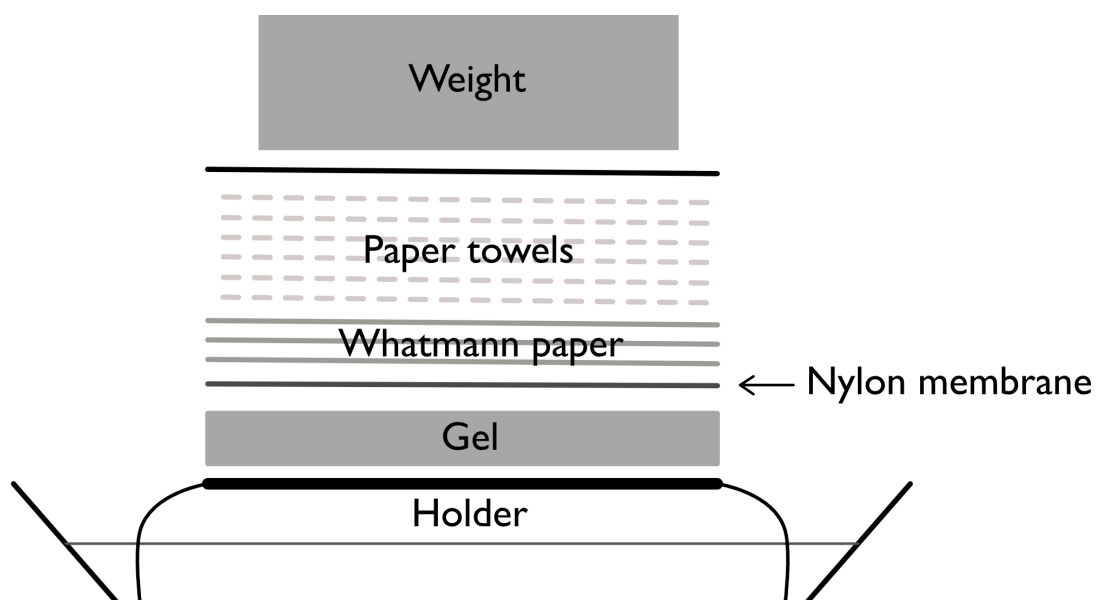 Weight
Paper towels
Whatmann paper
Nylon membrane
Gel
Holder